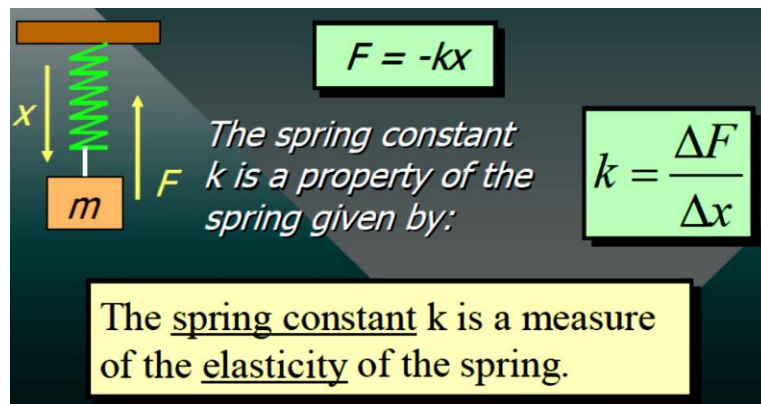 F = -kx
x
F
m
The spring constant
k is a property of the
spring given by:
k = ΔF/Δx
The spring constant k is a measure
of the elasticity of the spring.